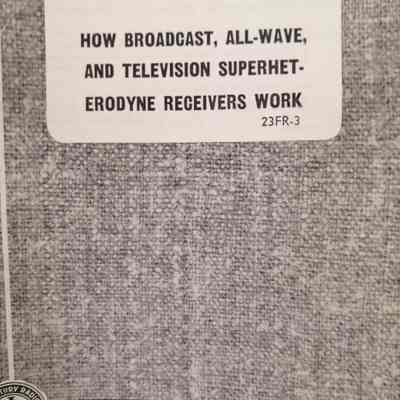 HOW BROADCAST, ALL-WAVE,
AND TELEVISION SUPERHET-
ERODYNE RECEIVERS WORK
23FR-3